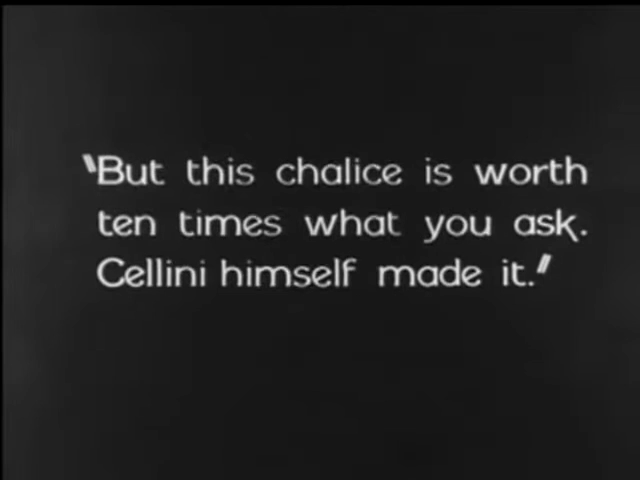 "But this chalice is worth
ten times what you ask.
Cellini himself made it."